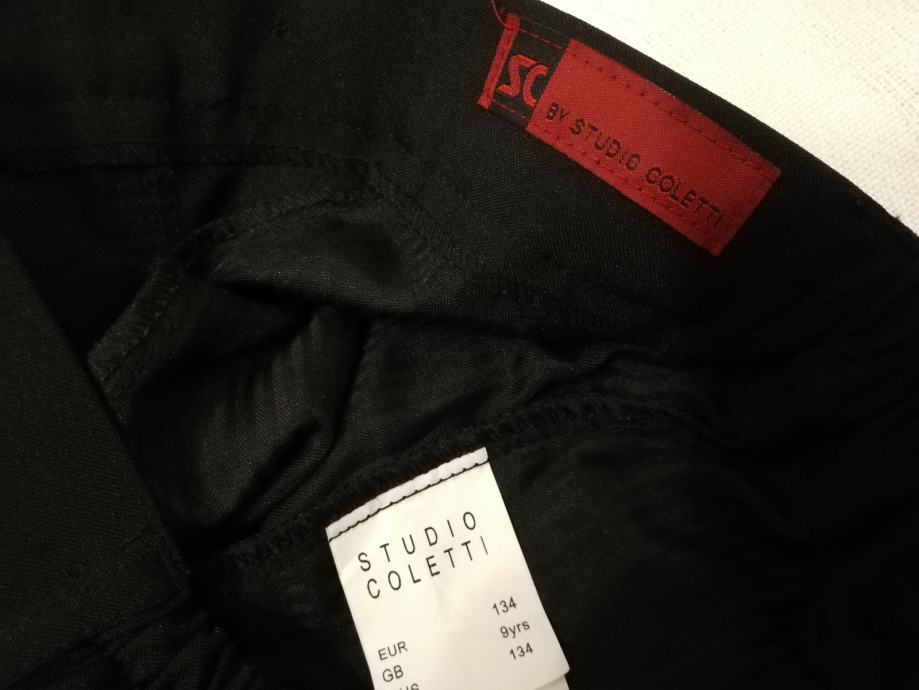 SC
BY STUDIO COLETTI
STUDIO
COLETTI
EUR 134
GB 9yrs
134